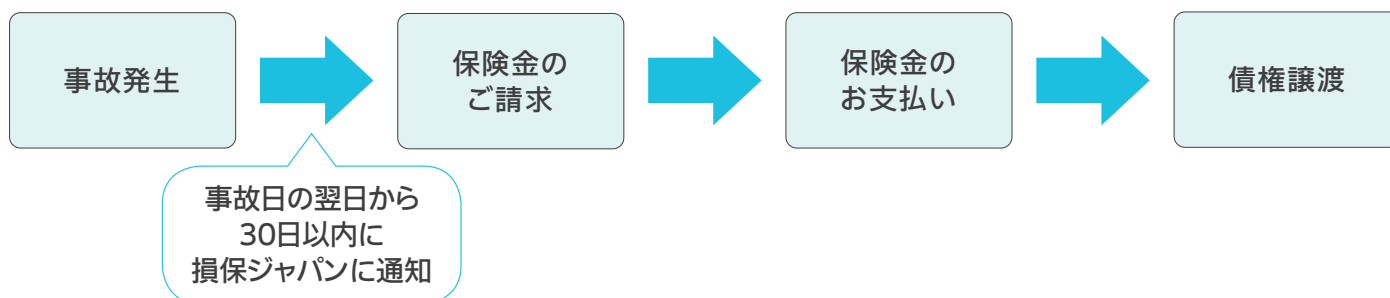 事故発生
保険金の
ご請求
保険金の
お支払い
債権譲渡
事故日の翌日から
30日以内に
損保ジャパンに通知